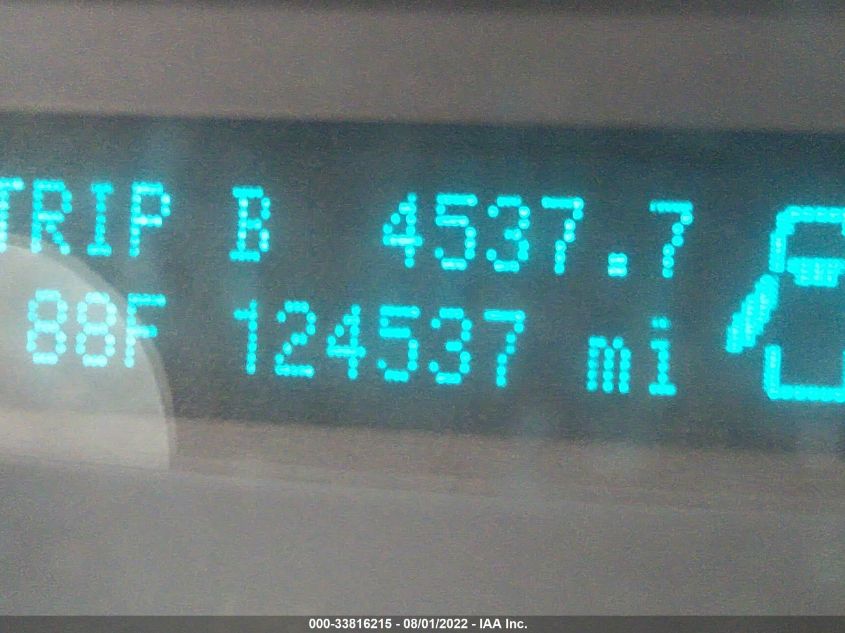 TRIP B 4537.7
88F 124537 mi
000-33816215 - 08/01/2022 - IAA Inc.